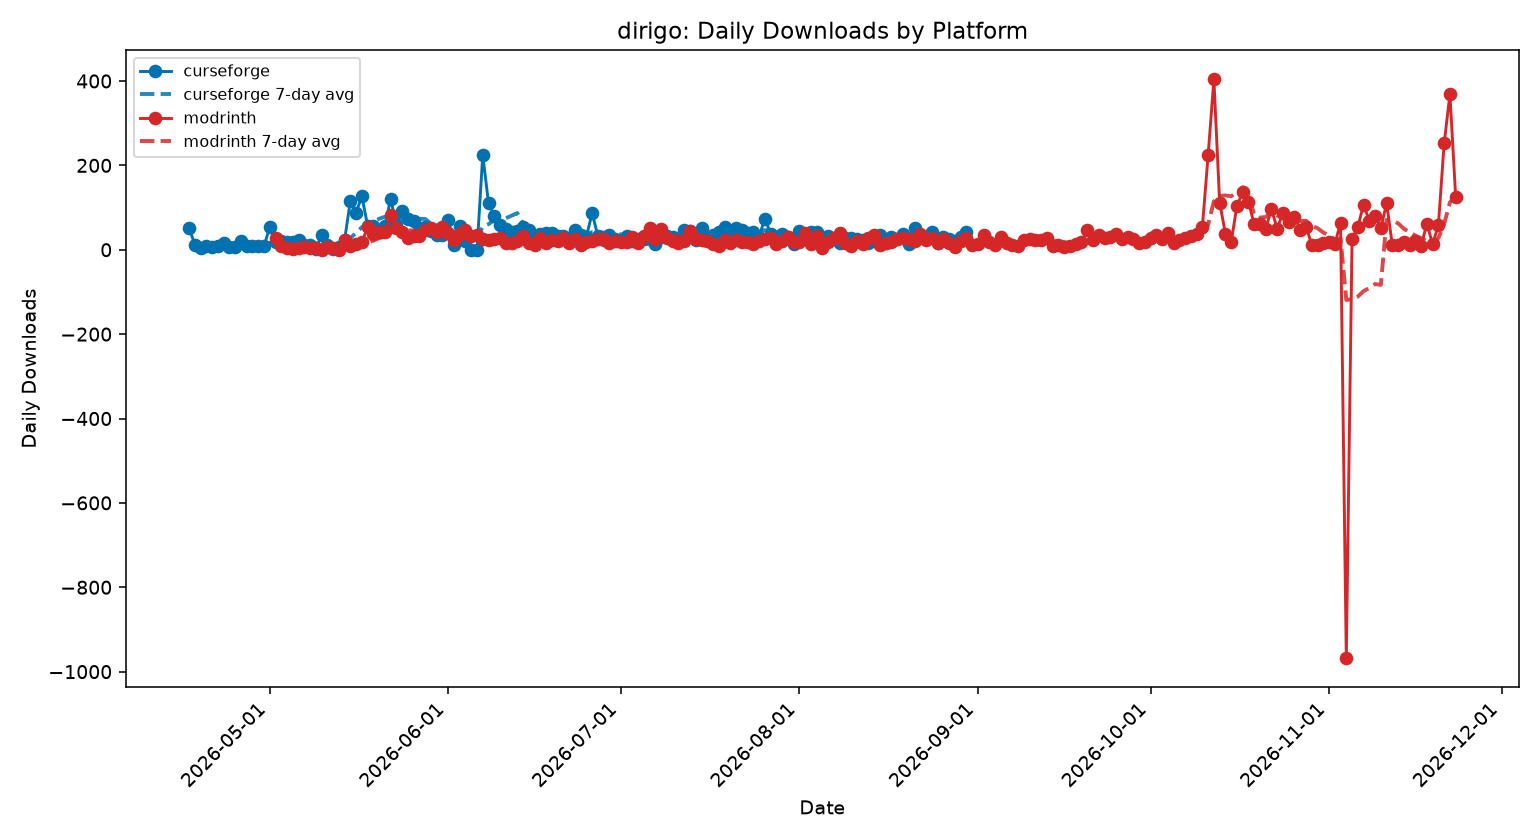 dirigo: Daily Downloads by Platform
curseforge
curseforge 7-day avg
modrinth
modrinth 7-day avg
Daily Downloads
400
200
0
−200
−400
−600
−800
−1000
2026-05-01
2026-06-01
2026-07-01
2026-08-01
2026-09-01
2026-10-01
2026-11-01
2026-12-01
Date